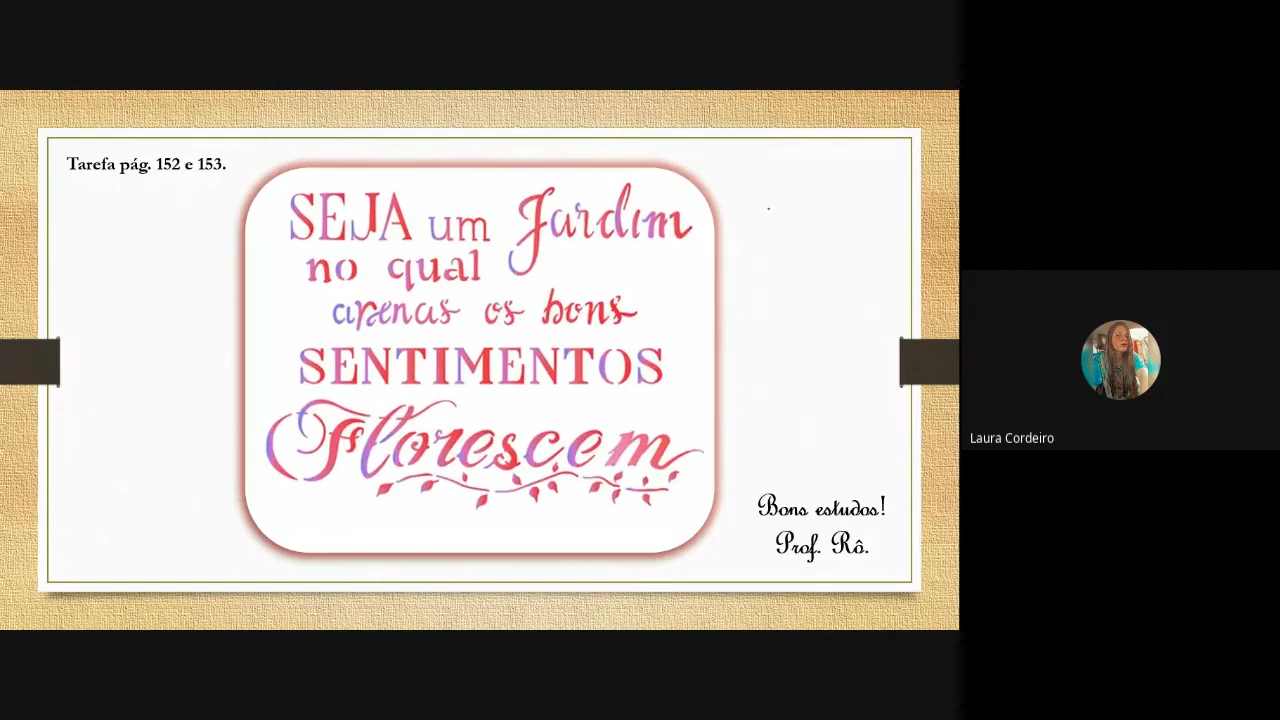 Tarefa pág. 152 e 153.
SEJA um Jardim
no qual
apenas os bons
SENTIMENTOS
Florescem
Bons estudos!
Prof. Rô.
Laura Cordeiro